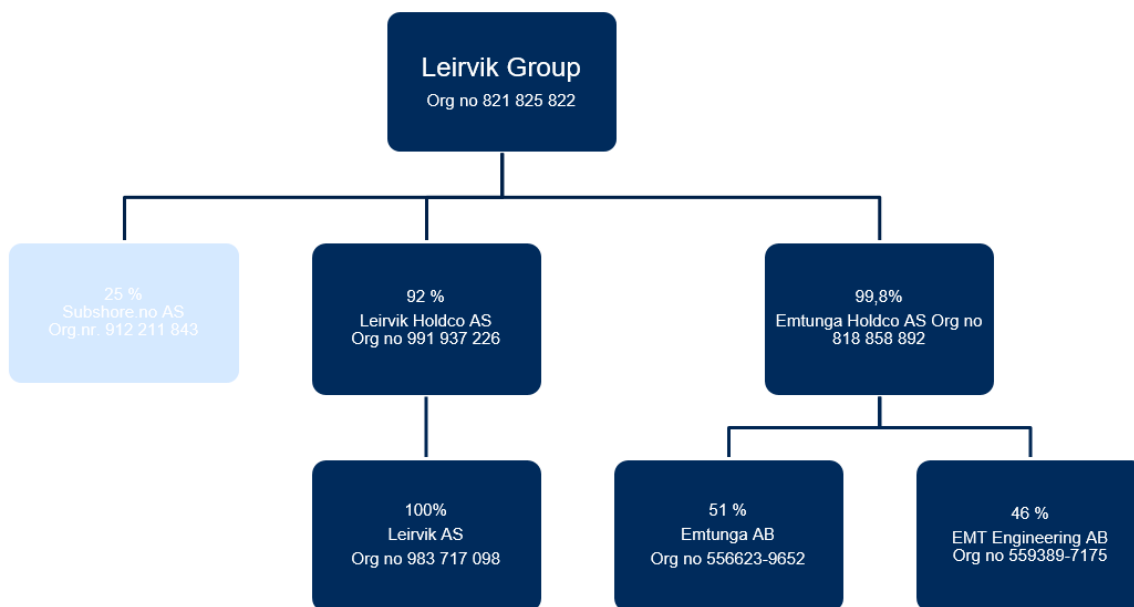 Leirvik Group
Org no 821 825 822
25 %
Subshore.no AS
Org.nr. 912 211 843
92 %
Leirvik Holdco AS
Org no 991 937 226
99,8%
Emtunga Holdco AS Org no
818 858 892
100%
Leirvik AS
Org no 983 717 098
51 %
Emtunga AB
Org no 556623-9652
46 %
EMT Engineering AB
Org no 559389-7175